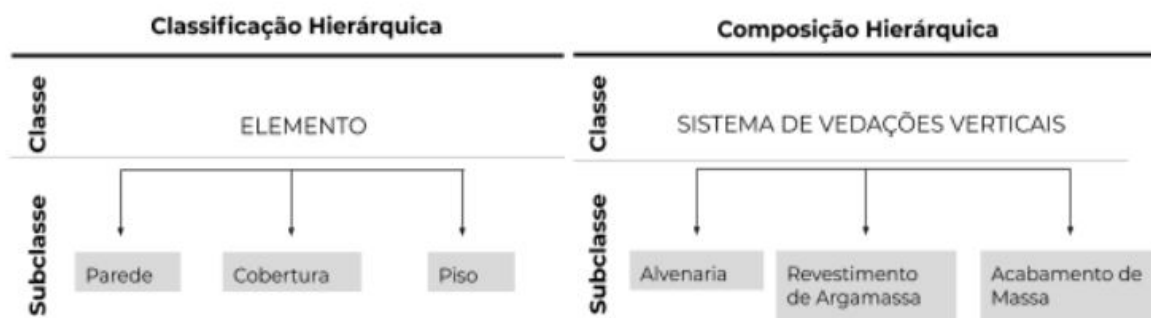 Classificação Hierárquica
Classe
ELEMENTO
Subclasse
Parede
Cobertura
Piso
Composição Hierárquica
Classe
SISTEMA DE VEDAÇÕES VERTICAIS
Subclasse
Alvenaria
Revestimento
de Argamassa
Acabamento de
Massa